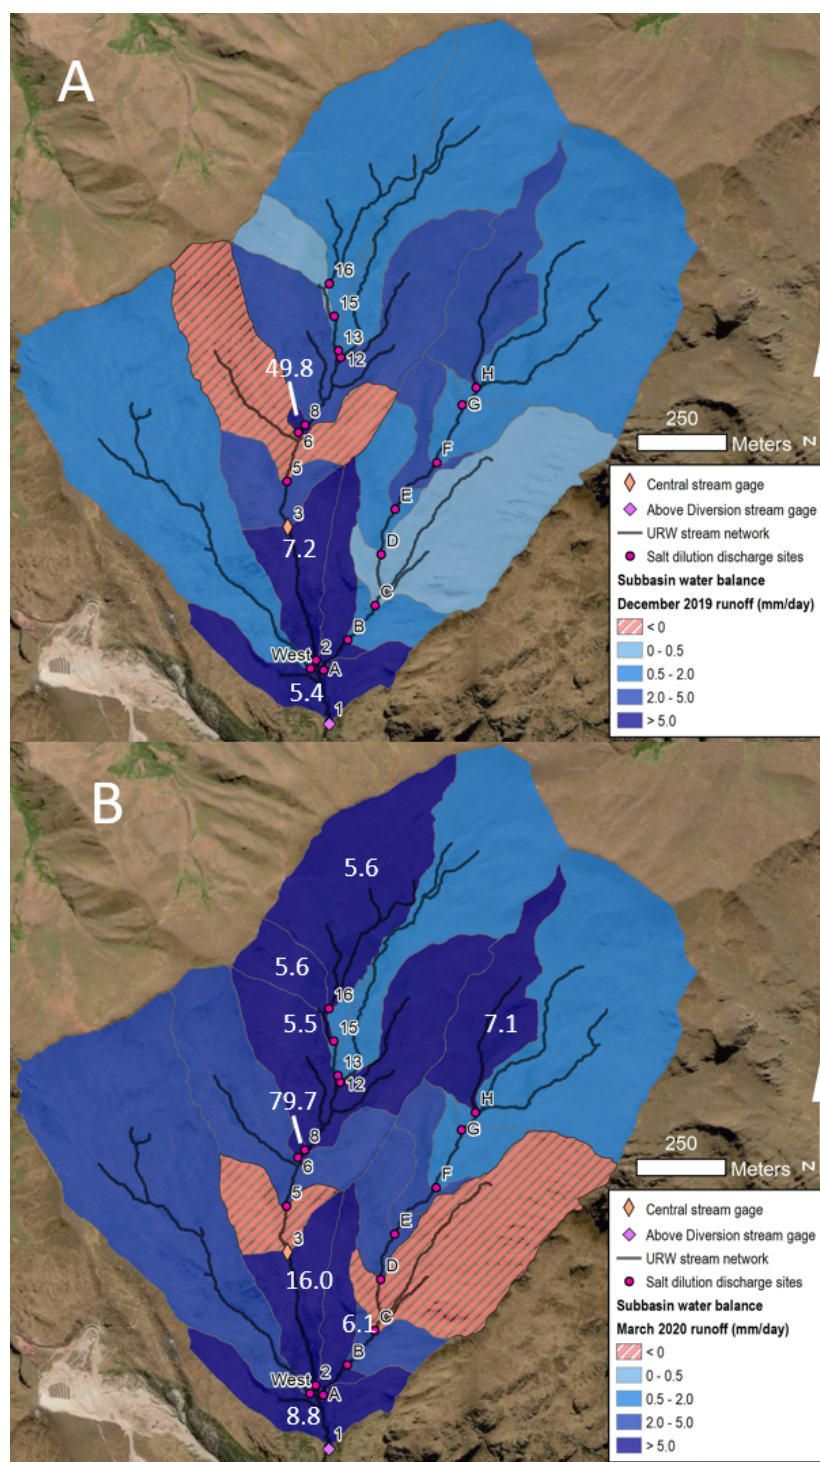 A
16
15
13
12
49.8
8
6
H
G
F
5
E
3
7.2
D
C
B
2
West
A
5.4
1
250
Meters
N
Central stream gage
Above Diversion stream gage
URW stream network
Salt dilution discharge sites
Subbasin water balance
December 2019 runoff (mm/day)
< 0
0 - 0.5
0.5 - 2.0
2.0 - 5.0
> 5.0
B
5.6
5.6
16
5.5
15
7.1
13
12
79.7
8
6
H
G
F
5
E
3
16.0
D
6.1
C
B
2
West
A
8.8
1
250
Meters
N
Central stream gage
Above Diversion stream gage
URW stream network
Salt dilution discharge sites
Subbasin water balance
March 2020 runoff (mm/day)
< 0
0 - 0.5
0.5 - 2.0
2.0 - 5.0
> 5.0